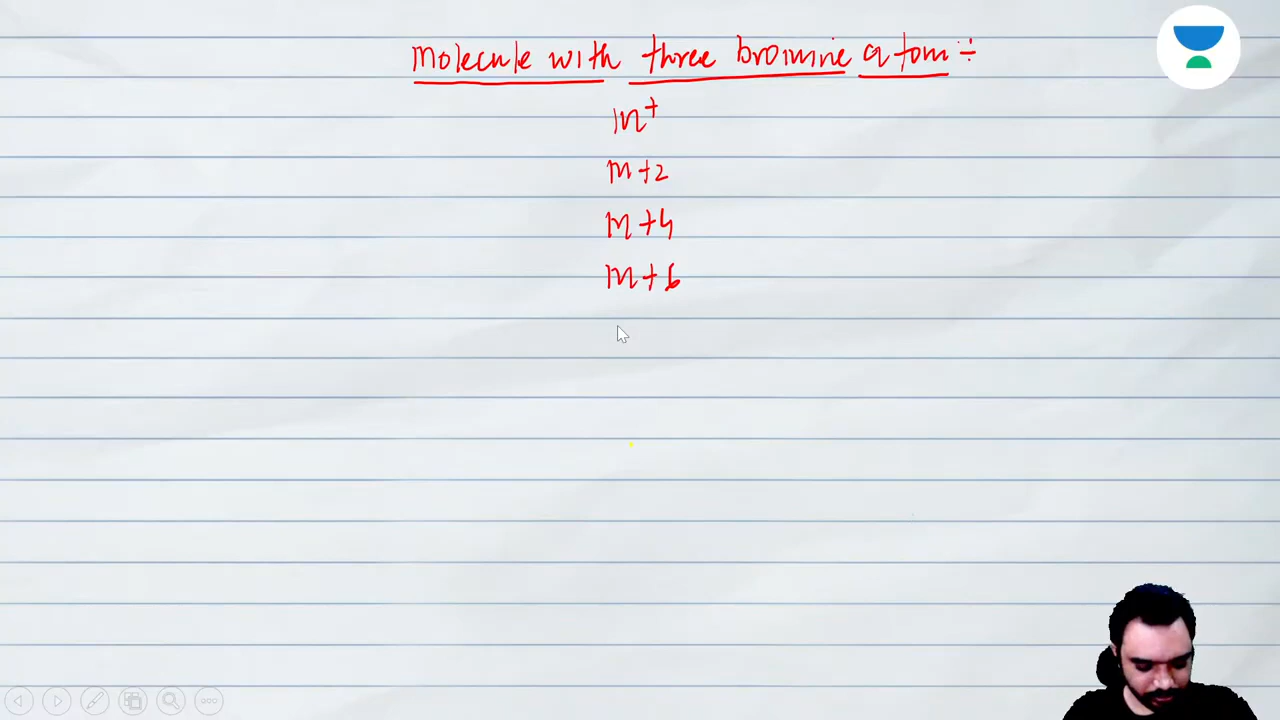 Molecule with three bromine atom ÷
m⁺
m+2
m+4
m+6